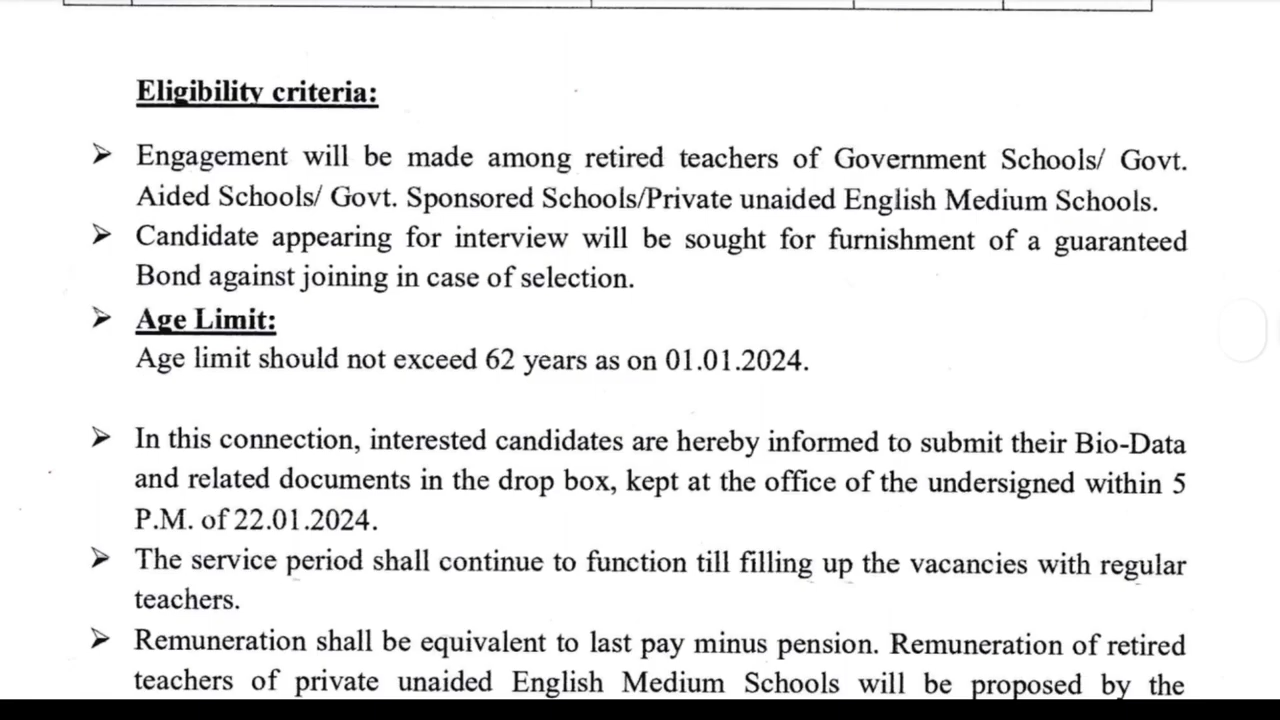 Eligibility criteria:
➢ Engagement will be made among retired teachers of Government Schools/ Govt.
Aided Schools/ Govt. Sponsored Schools/Private unaided English Medium Schools.
➢ Candidate appearing for interview will be sought for furnishment of a guaranteed
Bond against joining in case of selection.
➢ Age Limit:
Age limit should not exceed 62 years as on 01.01.2024.
➢ In this connection, interested candidates are hereby informed to submit their Bio-Data
and related documents in the drop box, kept at the office of the undersigned within 5
P.M. of 22.01.2024.
➢ The service period shall continue to function till filling up the vacancies with regular
teachers.
➢ Remuneration shall be equivalent to last pay minus pension. Remuneration of retired
teachers of private unaided English Medium Schools will be proposed by the